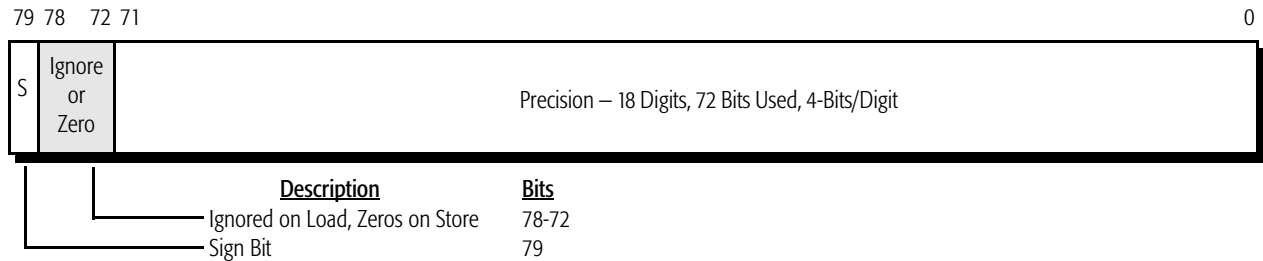 79 78 72 71 0
S
Ignore
or
Zero
Precision — 18 Digits, 72 Bits Used, 4-Bits/Digit
Description Bits
Ignored on Load, Zeros on Store 78-72
Sign Bit 79